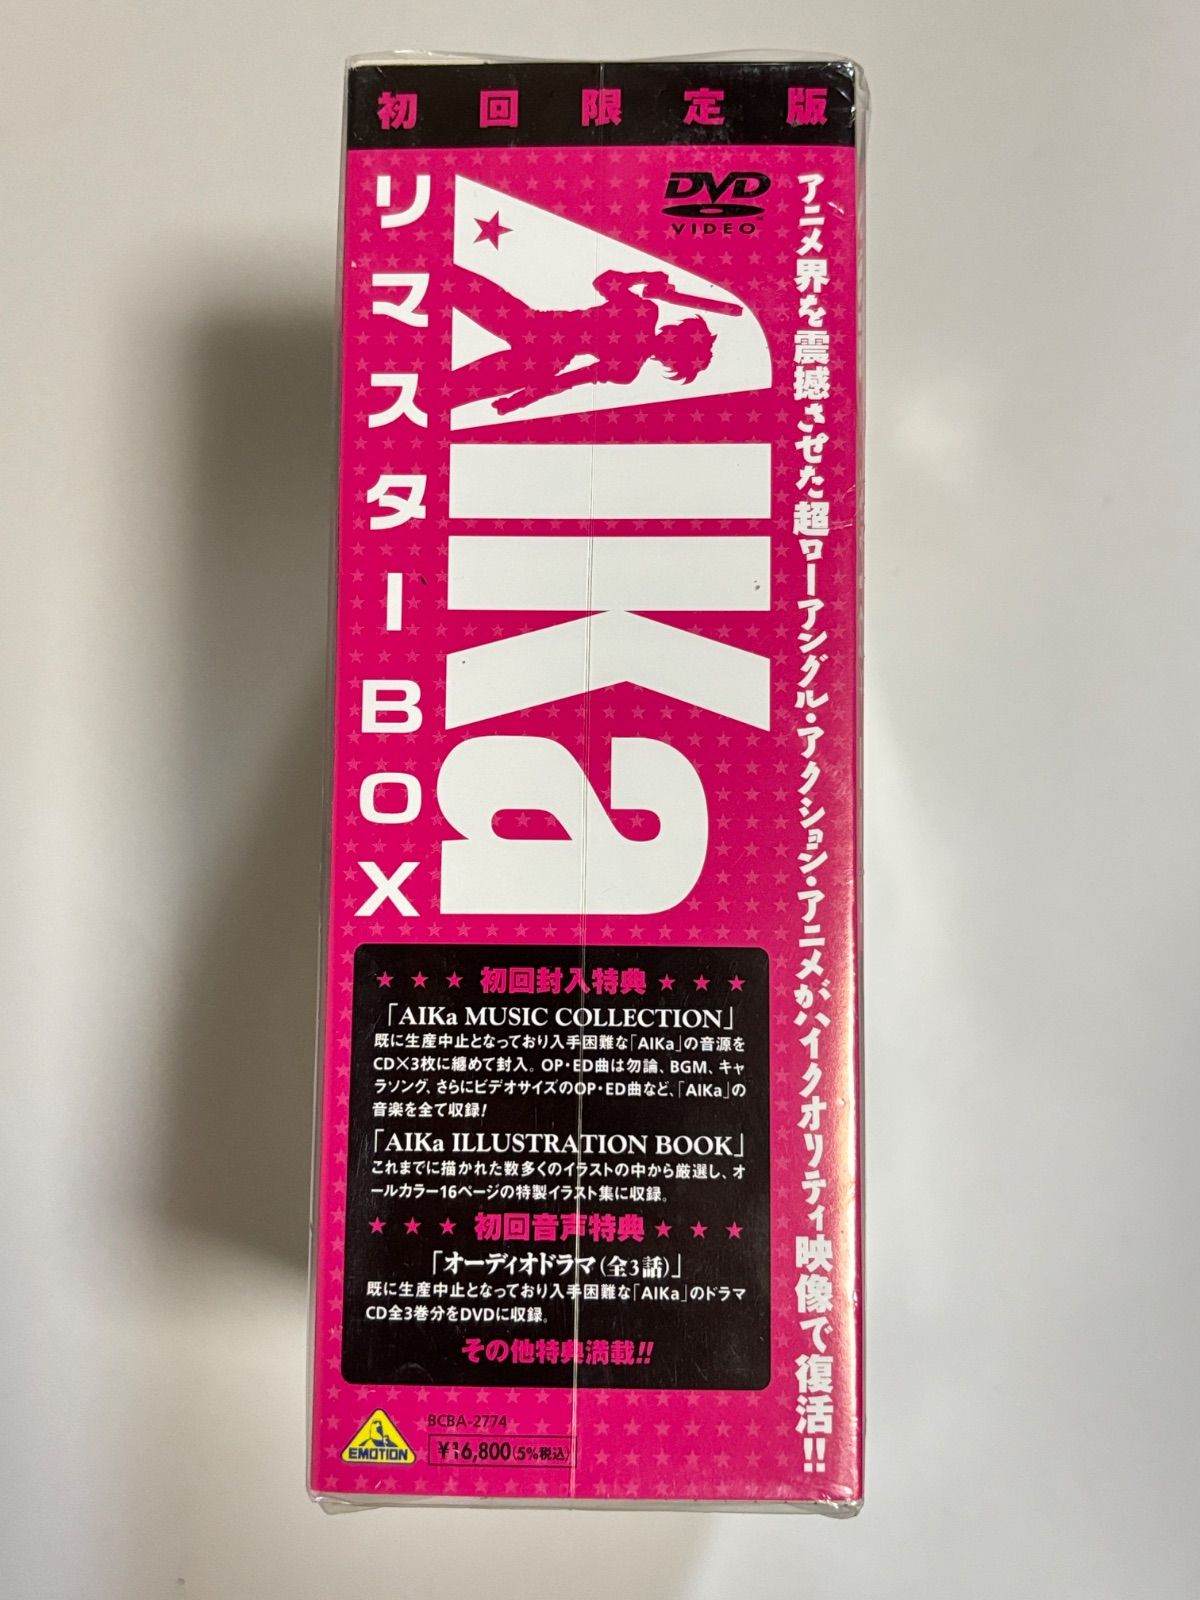 初回限定版
DVD
VIDEO
アニメ界を震撼させた超ローアングル・アクション・アニメがハイクオリティ映像で復活!!
AIKa
リマスターBOX
★ ★ ★ 初回封入特典 ★ ★ ★
「AIKa MUSIC COLLECTION」
既に生産中止となっており入手困難な「AIKa」の音源を
CD×3枚に纏めて封入。OP・ED曲は勿論、BGM、キャ
ラソング、さらにビデオサイズのOP・ED曲など、「AIKa」の
音楽を全て収録!
「AIKa ILLUSTRATION BOOK」
これまでに描かれた数多くのイラストの中から厳選し、オ
ールカラー16ページの特製イラスト集に収録。
★ ★ ★ 初回音声特典 ★ ★ ★
「オーディオドラマ(全3話)」
既に生産中止となっており入手困難な「AIKa」のドラマ
CD全3巻分をDVDに収録。
その他特典満載!!
EMOTION
BCBA-2774
¥16,800(5%税込)